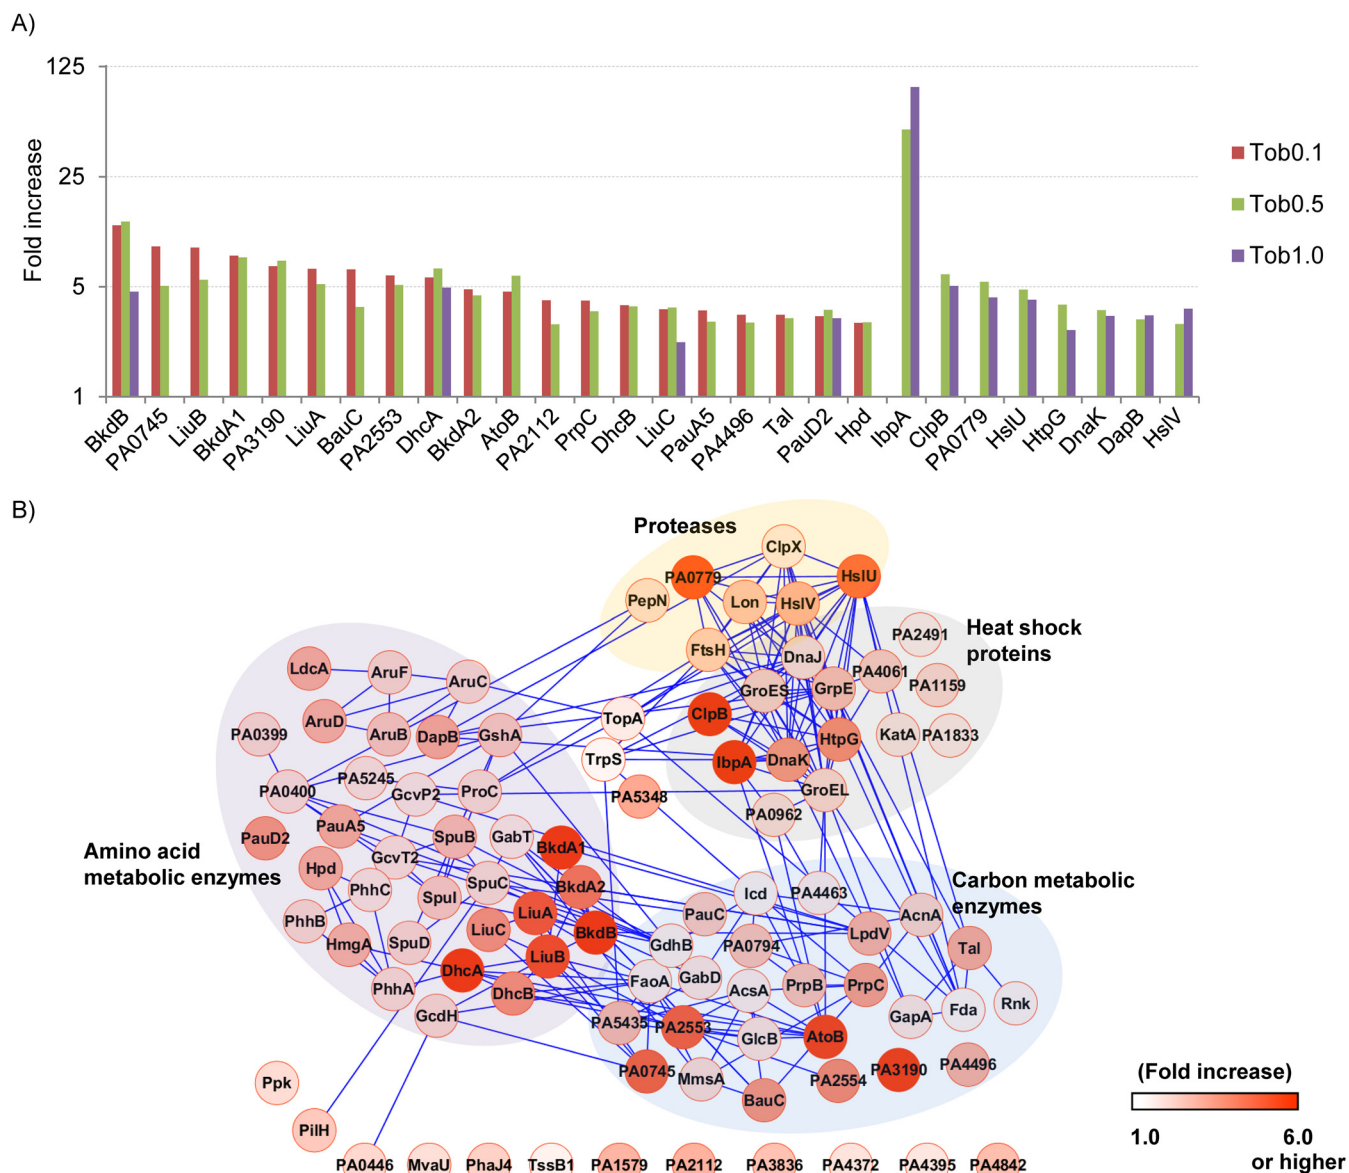 A)
125
25
5
1
Fold increase
Tob0.1
Tob0.5
Tob1.0
BkdB
PA0745
LiuB
BkdA1
PA3190
LiuA
BauC
PA2553
DhcA
BkdA2
AtoB
PA2112
PrpC
DhcB
LiuC
PauA5
PA4496
Tal
PauD2
Hpd
IbpA
ClpB
PA0779
HslU
HtpG
DnaK
DapB
HslV
B)
Proteases
ClpX
PA0779
HslU
PepN
Lon
HslV
FtsH
Heat shock
proteins
PA2491
DnaJ
PA4061
PA1159
GroES
GrpE
ClpB
HtpG
KatA
PA1833
IbpA
DnaK
GroEL
PA0962
TopA
TrpS
PA5348
Amino acid
metabolic enzymes
LdcA
AruF
AruC
AruD
PA0399
AruB
DapB
GshA
PA5245
PA0400
GcvP2
ProC
PauD2
PauA5
SpuB
GabT
BkdA1
Hpd
GcvT2
PhhC
SpuI
SpuC
BkdA2
PhhB
LiuA
HmgA
SpuD
LiuC
BkdB
LiuB
DhcA
PhhA
DhcB
GcdH
Carbon metabolic
enzymes
Icd
PA4463
PauC
AcnA
GdhB
PA0794
LpdV
Tal
FaoA
GabD
AcsA
PrpB
PrpC
GapA
Fda
Rnk
PA5435
PA2553
GlcB
AtoB
PA0745
MmsA
BauC
PA2554
PA3190
PA4496
Ppk
PilH
PA0446
MvaU
PhaJ4
TssB1
PA1579
PA2112
PA3836
PA4372
PA4395
PA4842
(Fold increase)
1.0
6.0
or higher